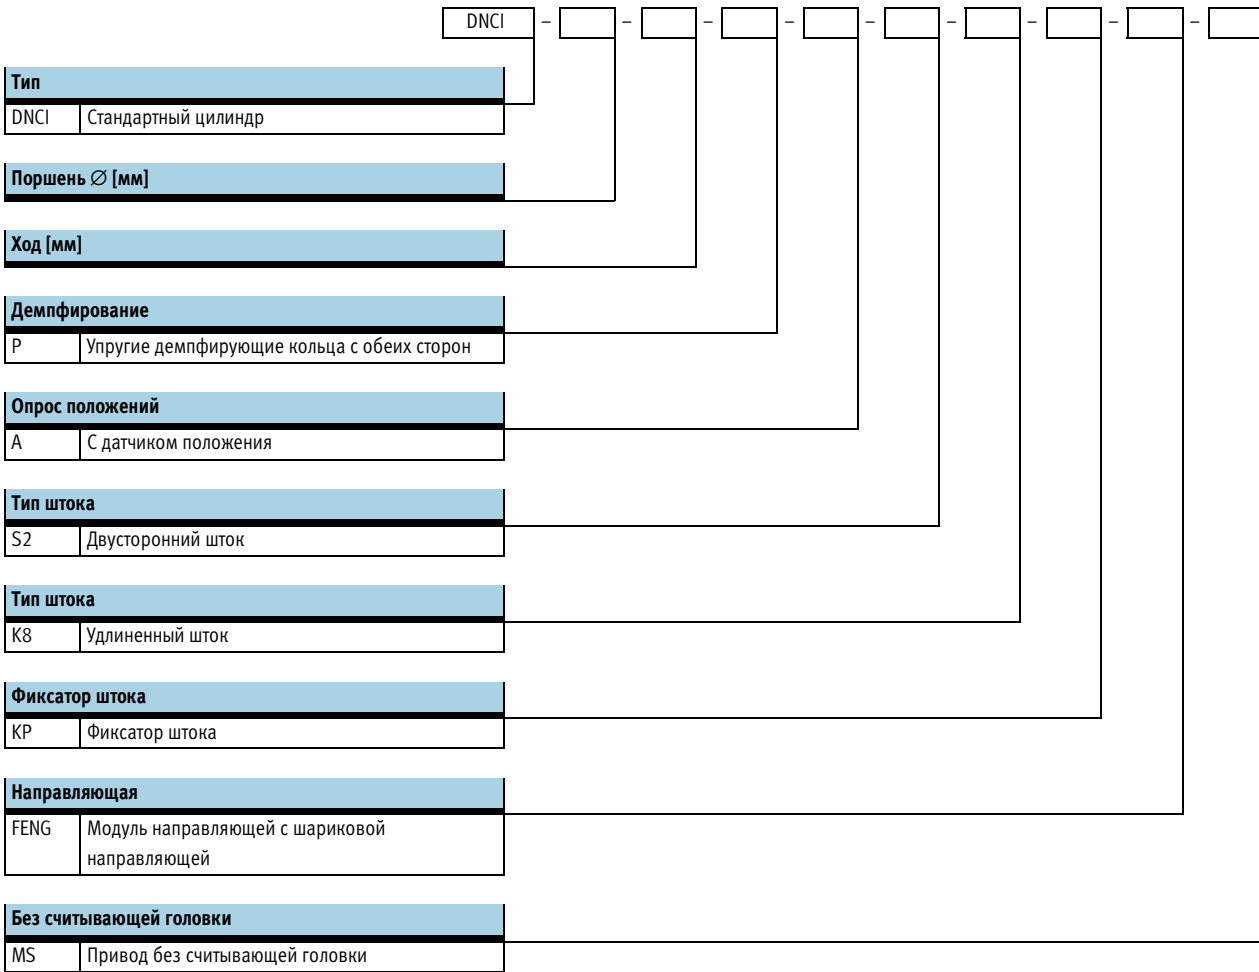 DNCI – – – – – – – – –
Тип
DNCI Стандартный цилиндр
Поршень ∅ [мм]
Ход [мм]
Демпфирование
P Упругие демпфирующие кольца с обеих сторон
Опрос положений
A С датчиком положения
Тип штока
S2 Двусторонний шток
Тип штока
K8 Удлиненный шток
Фиксатор штока
KP Фиксатор штока
Направляющая
FENG Модуль направляющей с шариковой
направляющей
Без считывающей головки
MS Привод без считывающей головки